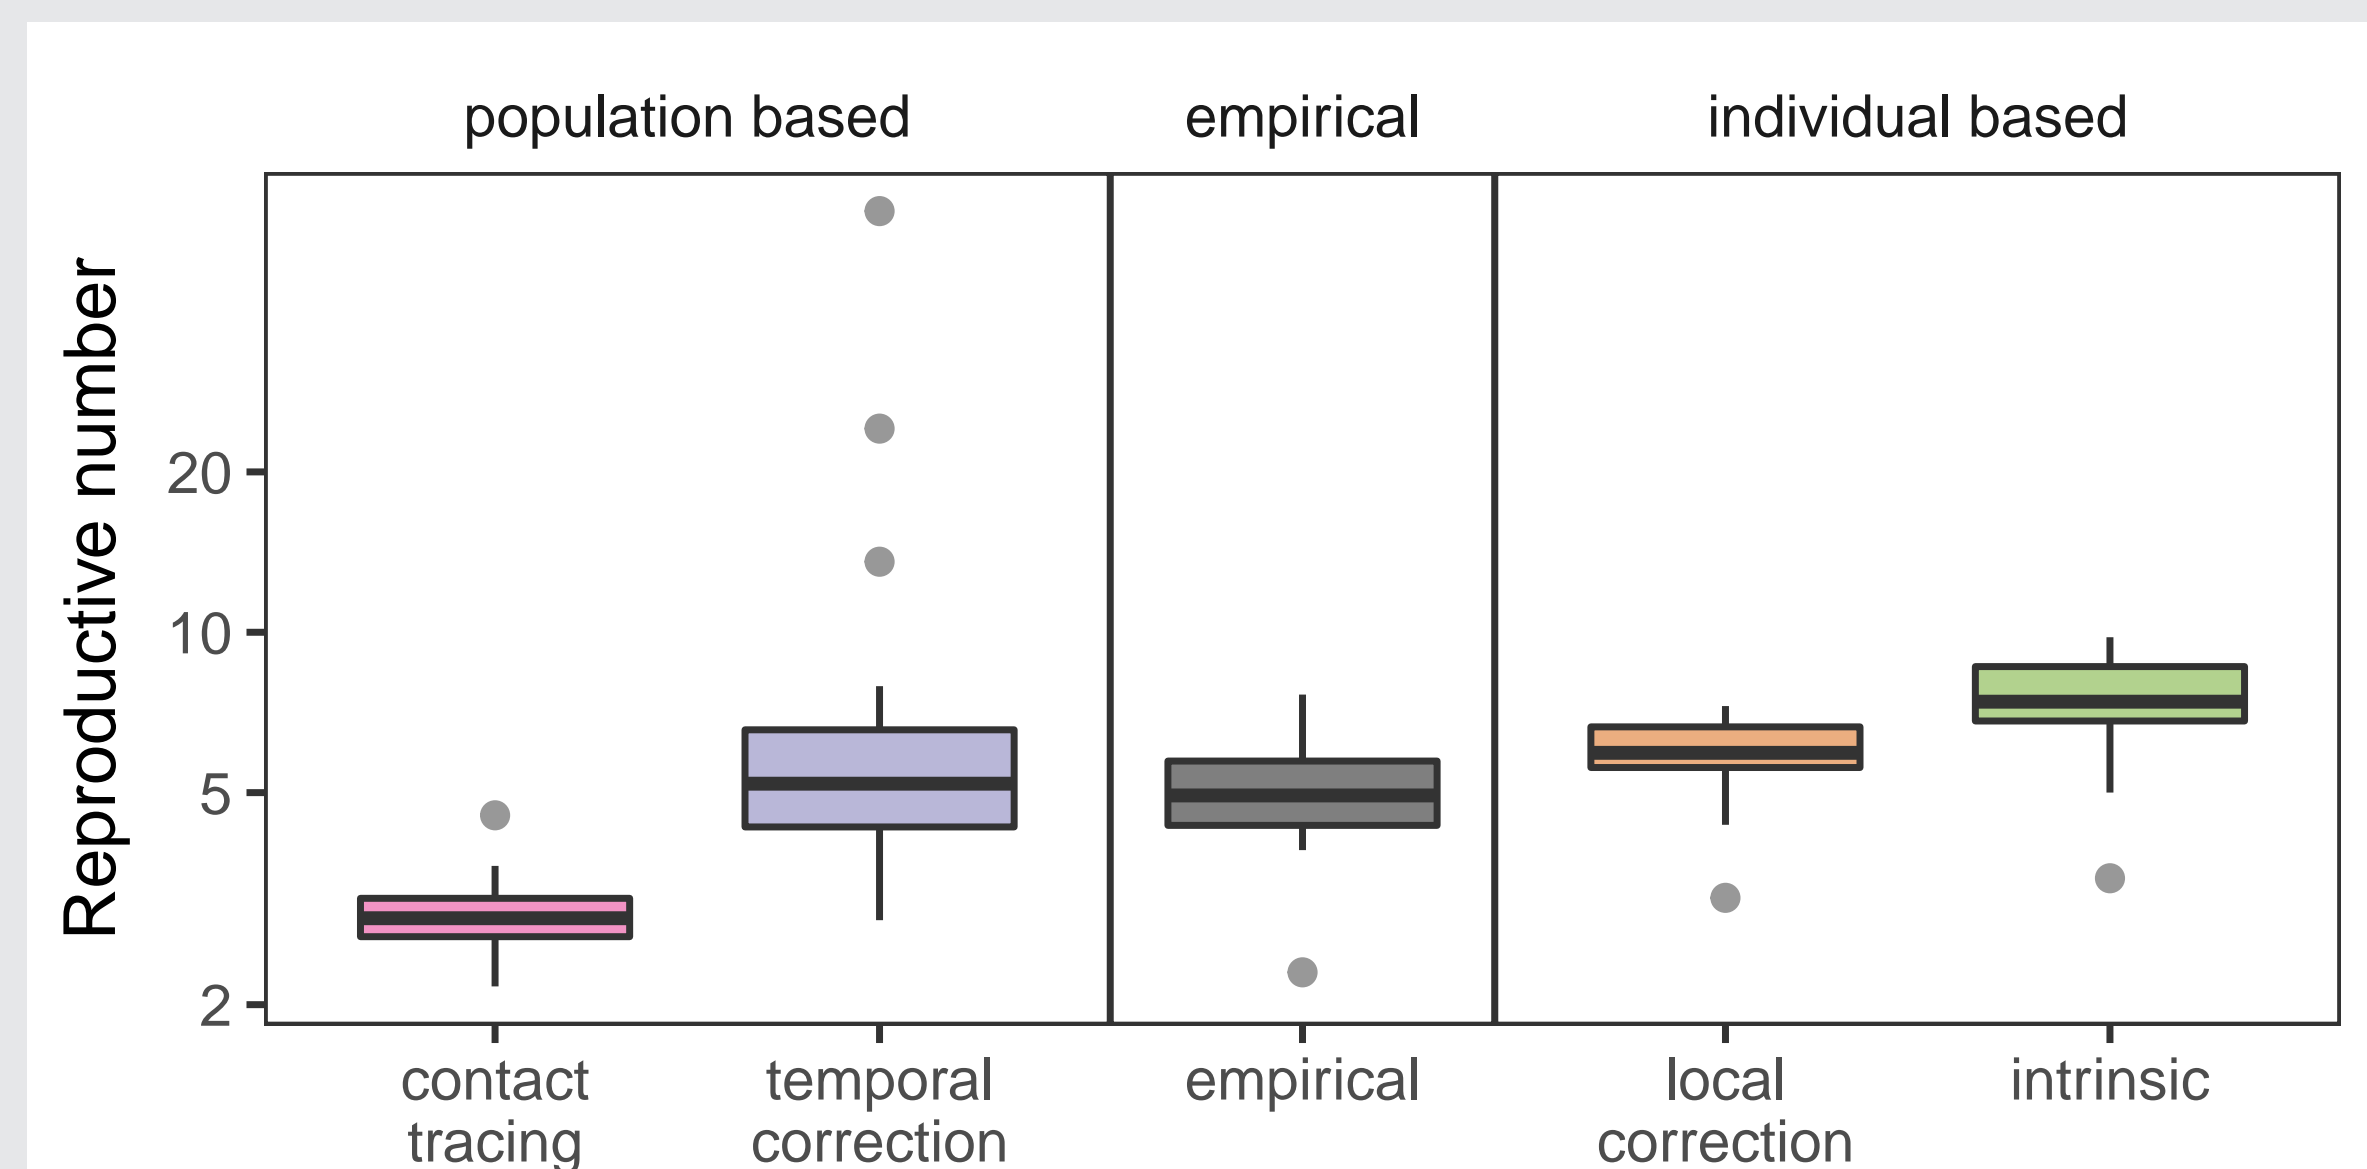 population based
empirical
individual based
Reproductive number
20
10
5
2
contact
tracing
temporal
correction
empirical
local
correction
intrinsic